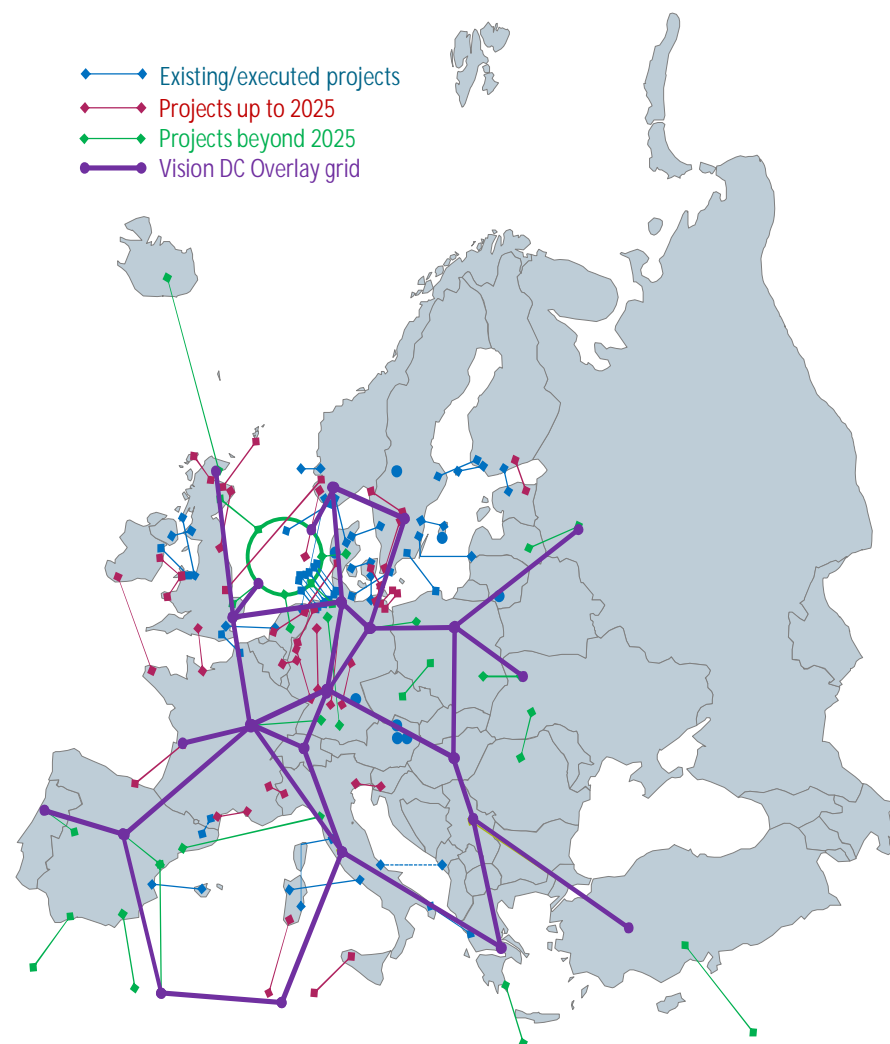 Existing/executed projects
Projects up to 2025
Projects beyond 2025
Vision DC Overlay grid